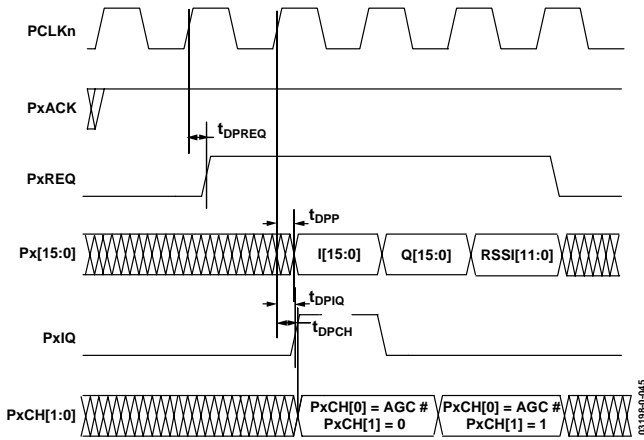 PCLKn
PxACK
tDPREQ
PxREQ
tDPP
Px[15:0]
I[15:0]
Q[15:0]
RSSI[11:0]
tDPIQ
tDPCH
PxIQ
PxCH[1:0]
PxCH[0] = AGC #
PxCH[1] = 0
PxCH[0] = AGC #
PxCH[1] = 1
03198-0-045